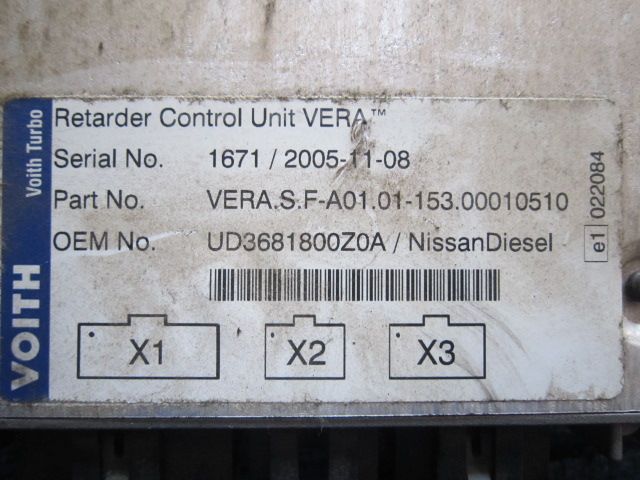 VOITH Voith Turbo
Retarder Control Unit VERA™
Serial No. 1671 / 2005-11-08
Part No. VERA.S.F-A01.01-153.00010510
OEM No. UD3681800Z0A / NissanDiesel
e1 022084
X1 X2 X3